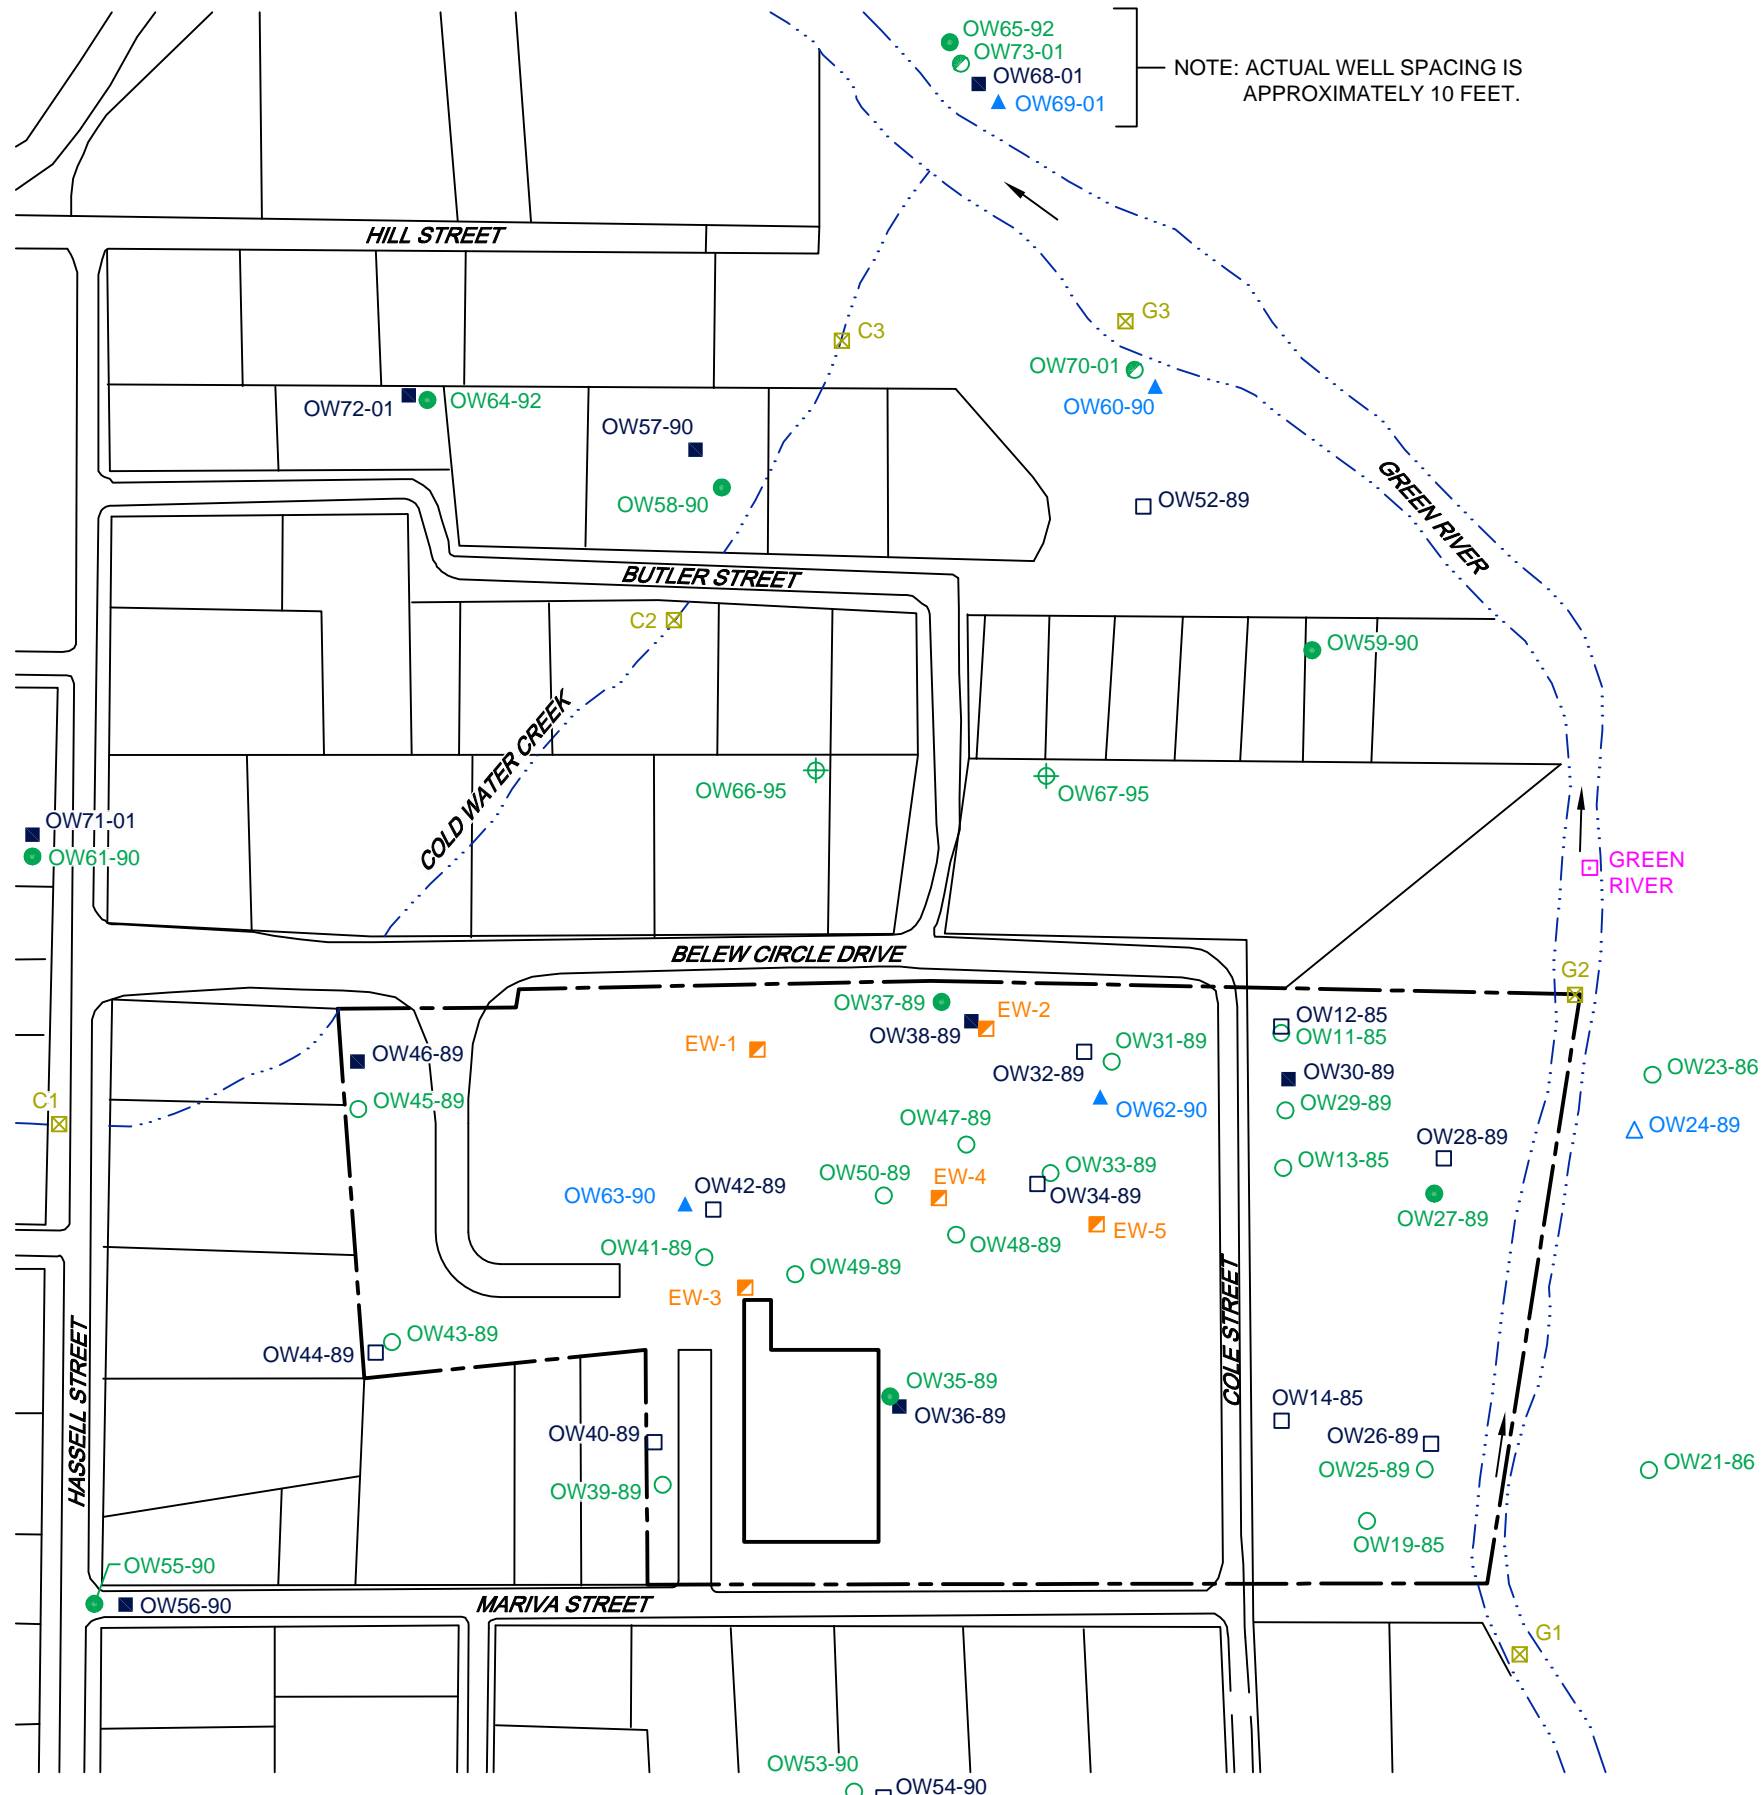 OW65-92
OW73-01
OW68-01
OW69-01
NOTE: ACTUAL WELL SPACING IS
APPROXIMATELY 10 FEET.
HILL STREET
G3
C3
OW70-01
OW60-90
OW72-01
OW64-92
OW57-90
OW58-90
OW52-89
GREEN RIVER
BUTLER STREET
C2
OW59-90
COLD WATER CREEK
OW66-95
OW67-95
OW71-01
OW61-90
GREEN
RIVER
BELEW CIRCLE DRIVE
G2
OW37-89
EW-2
OW38-89
EW-1
OW12-85
OW11-85
OW31-89
OW32-89
OW46-89
OW30-89
OW23-86
C1
OW45-89
OW62-90
OW29-89
OW47-89
OW24-89
OW28-89
OW13-85
OW33-89
OW50-89
EW-4
OW34-89
OW63-90
OW42-89
OW27-89
EW-5
OW48-89
OW41-89
OW49-89
EW-3
COLE STREET
OW43-89
OW44-89
HASSELL STREET
OW35-89
OW36-89
OW14-85
OW40-89
OW26-89
OW25-89
OW21-86
OW39-89
OW19-85
OW55-90
OW56-90
MARIVA STREET
G1
OW53-90
OW54-90